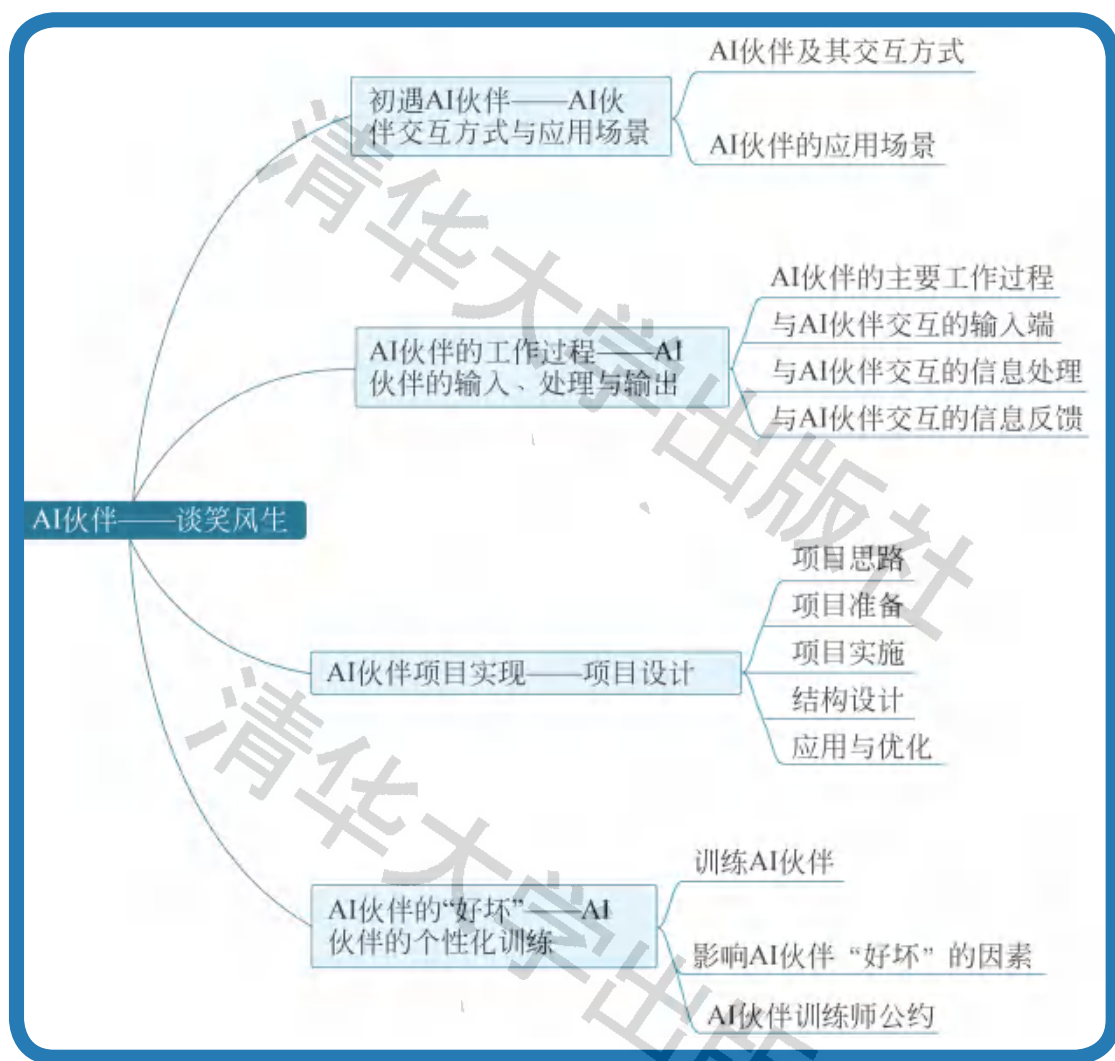 AI伙伴——谈笑风生
初遇AI伙伴——AI伙
伴交互方式与应用场景
AI伙伴及其交互方式
AI伙伴的应用场景
AI伙伴的工作过程——AI
伙伴的输入、处理与输出
AI伙伴的主要工作过程
与AI伙伴交互的输入端
与AI伙伴交互的信息处理
与AI伙伴交互的信息反馈
AI伙伴项目实现——项目设计
项目思路
项目准备
项目实施
结构设计
应用与优化
AI伙伴的“好坏”——AI
伙伴的个性化训练
训练AI伙伴
影响AI伙伴“好坏”的因素
AI伙伴训练师公约
清华大学出版社
清华大学出版